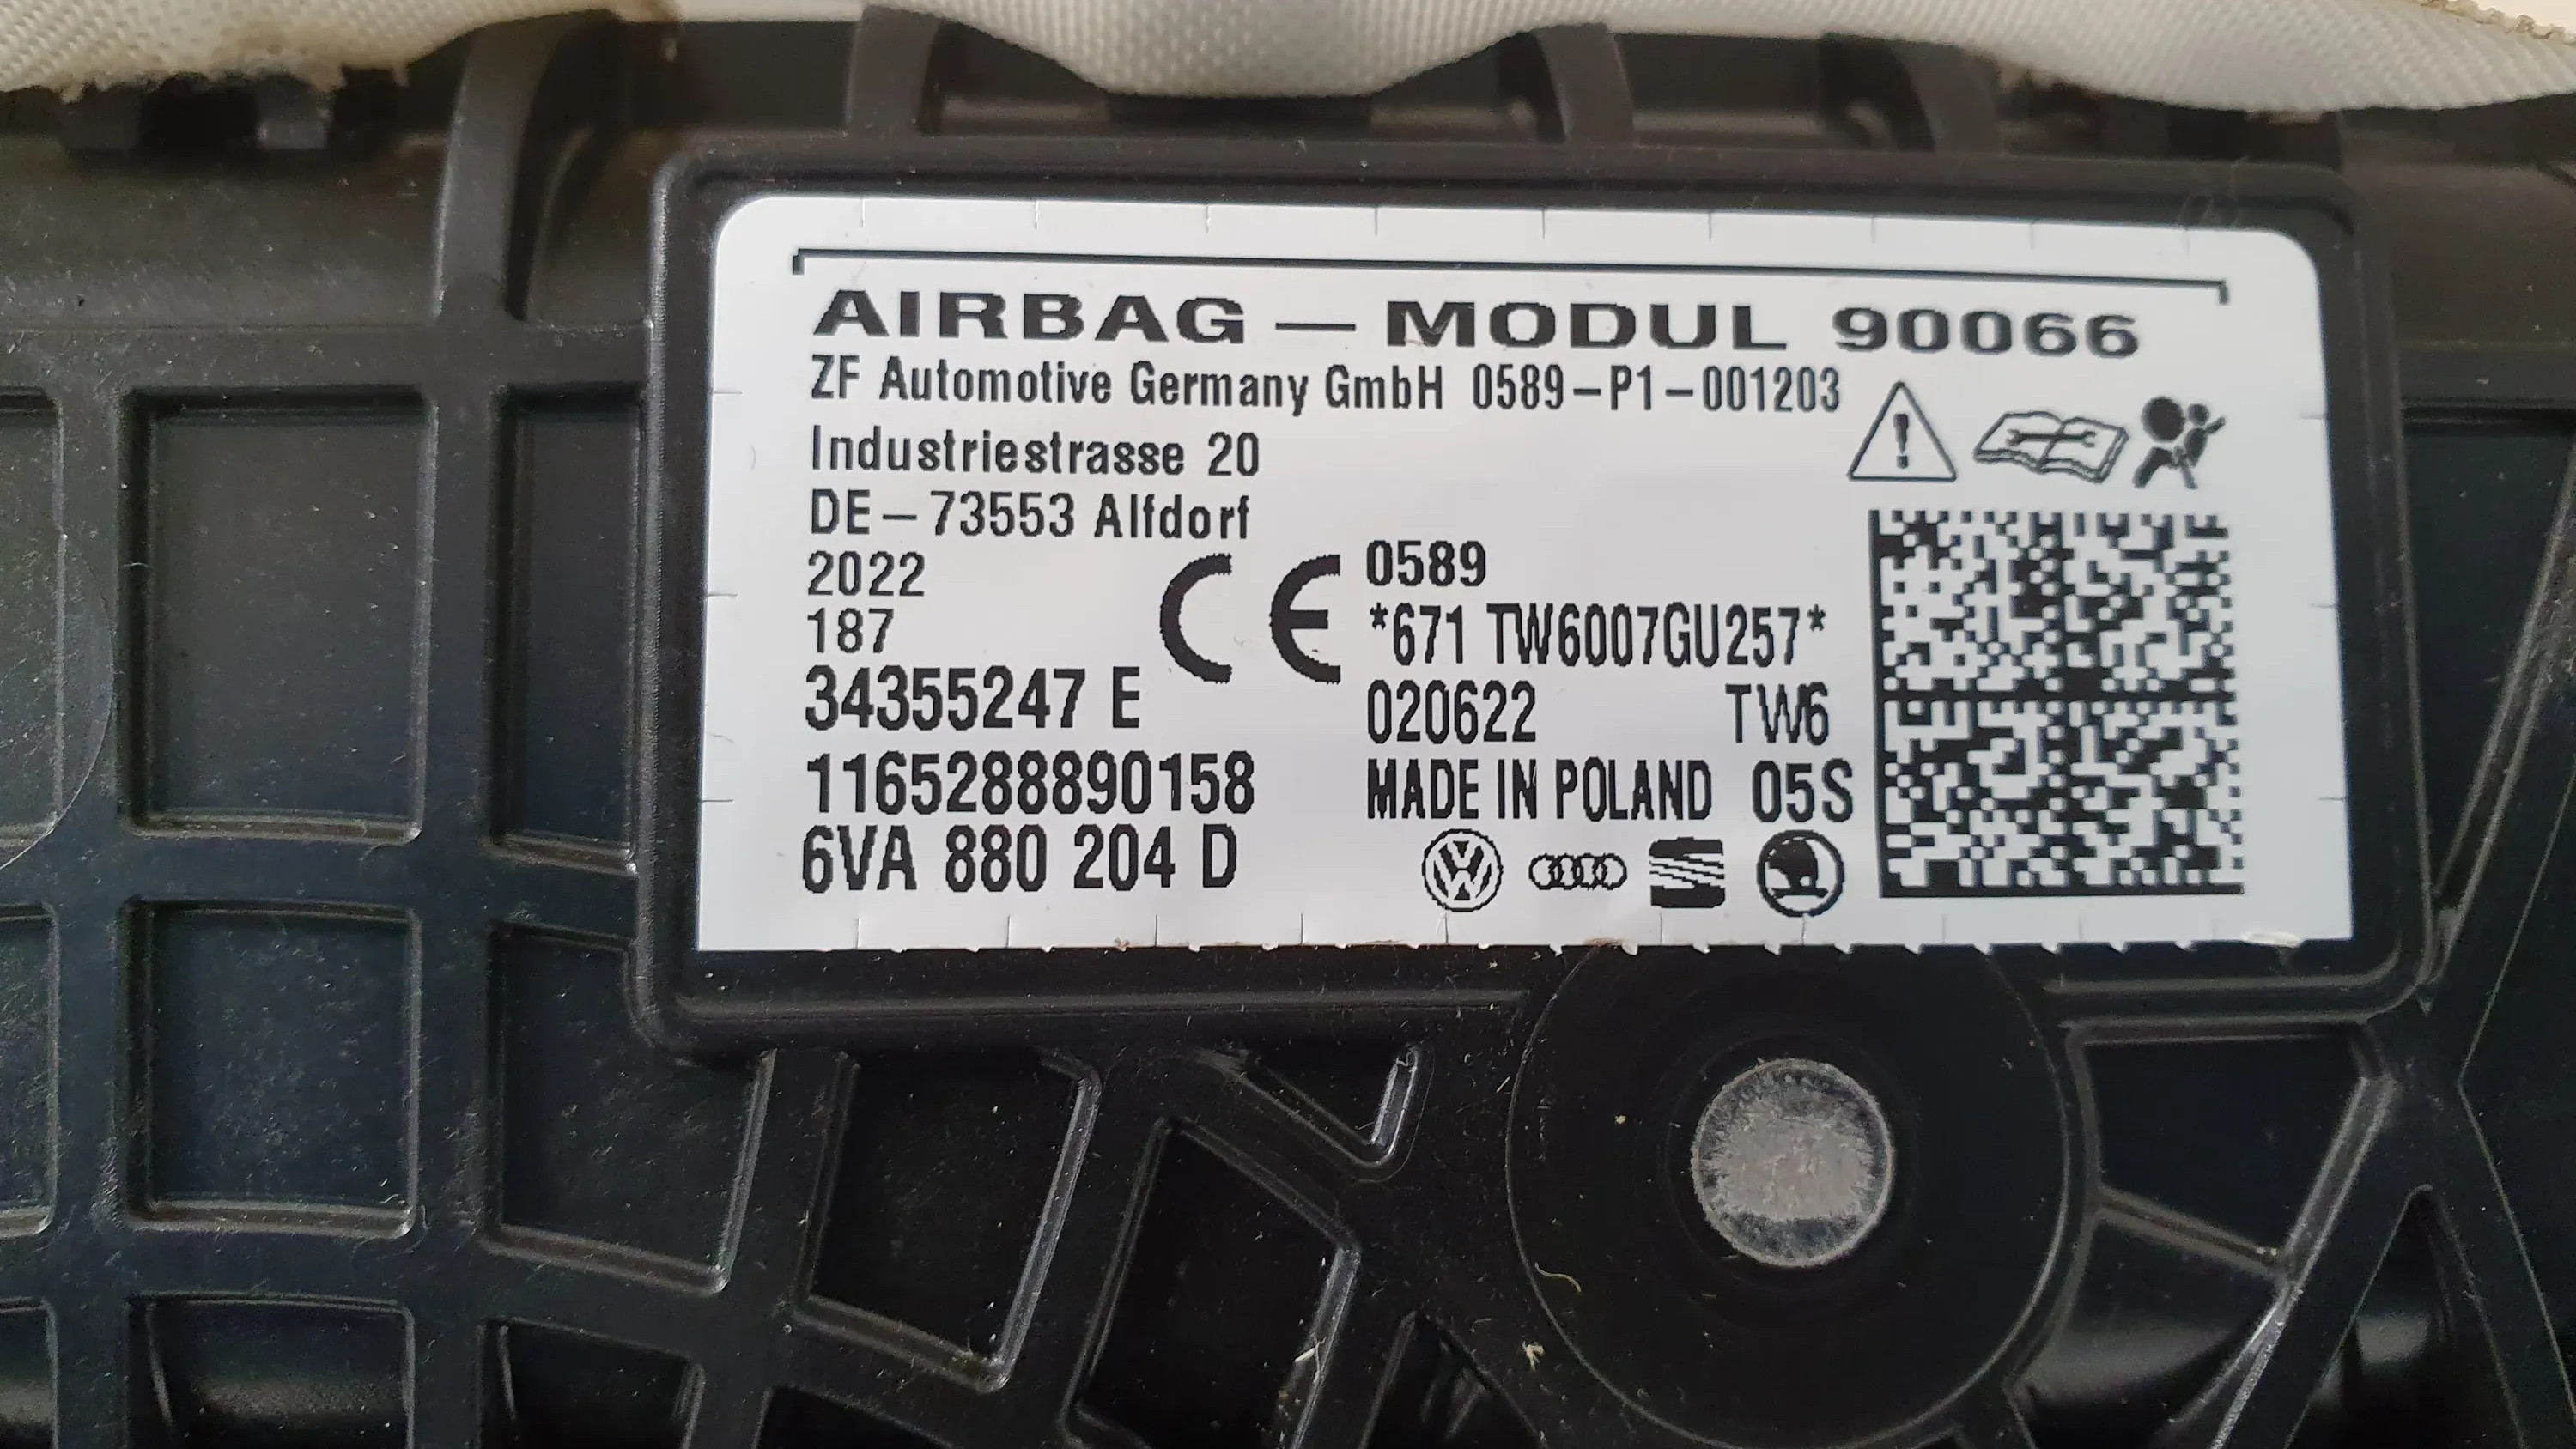 AIRBAG – MODUL 90066
ZF Automotive Germany GmbH 0589-P1-001203
Industriestrasse 20
DE-73553 Alfdorf
2022
187
CE 0589
*671 TW6007GU257*
34355247 E
020622 TW6
1165288890158
MADE IN POLAND 05S
6VA 880 204 D